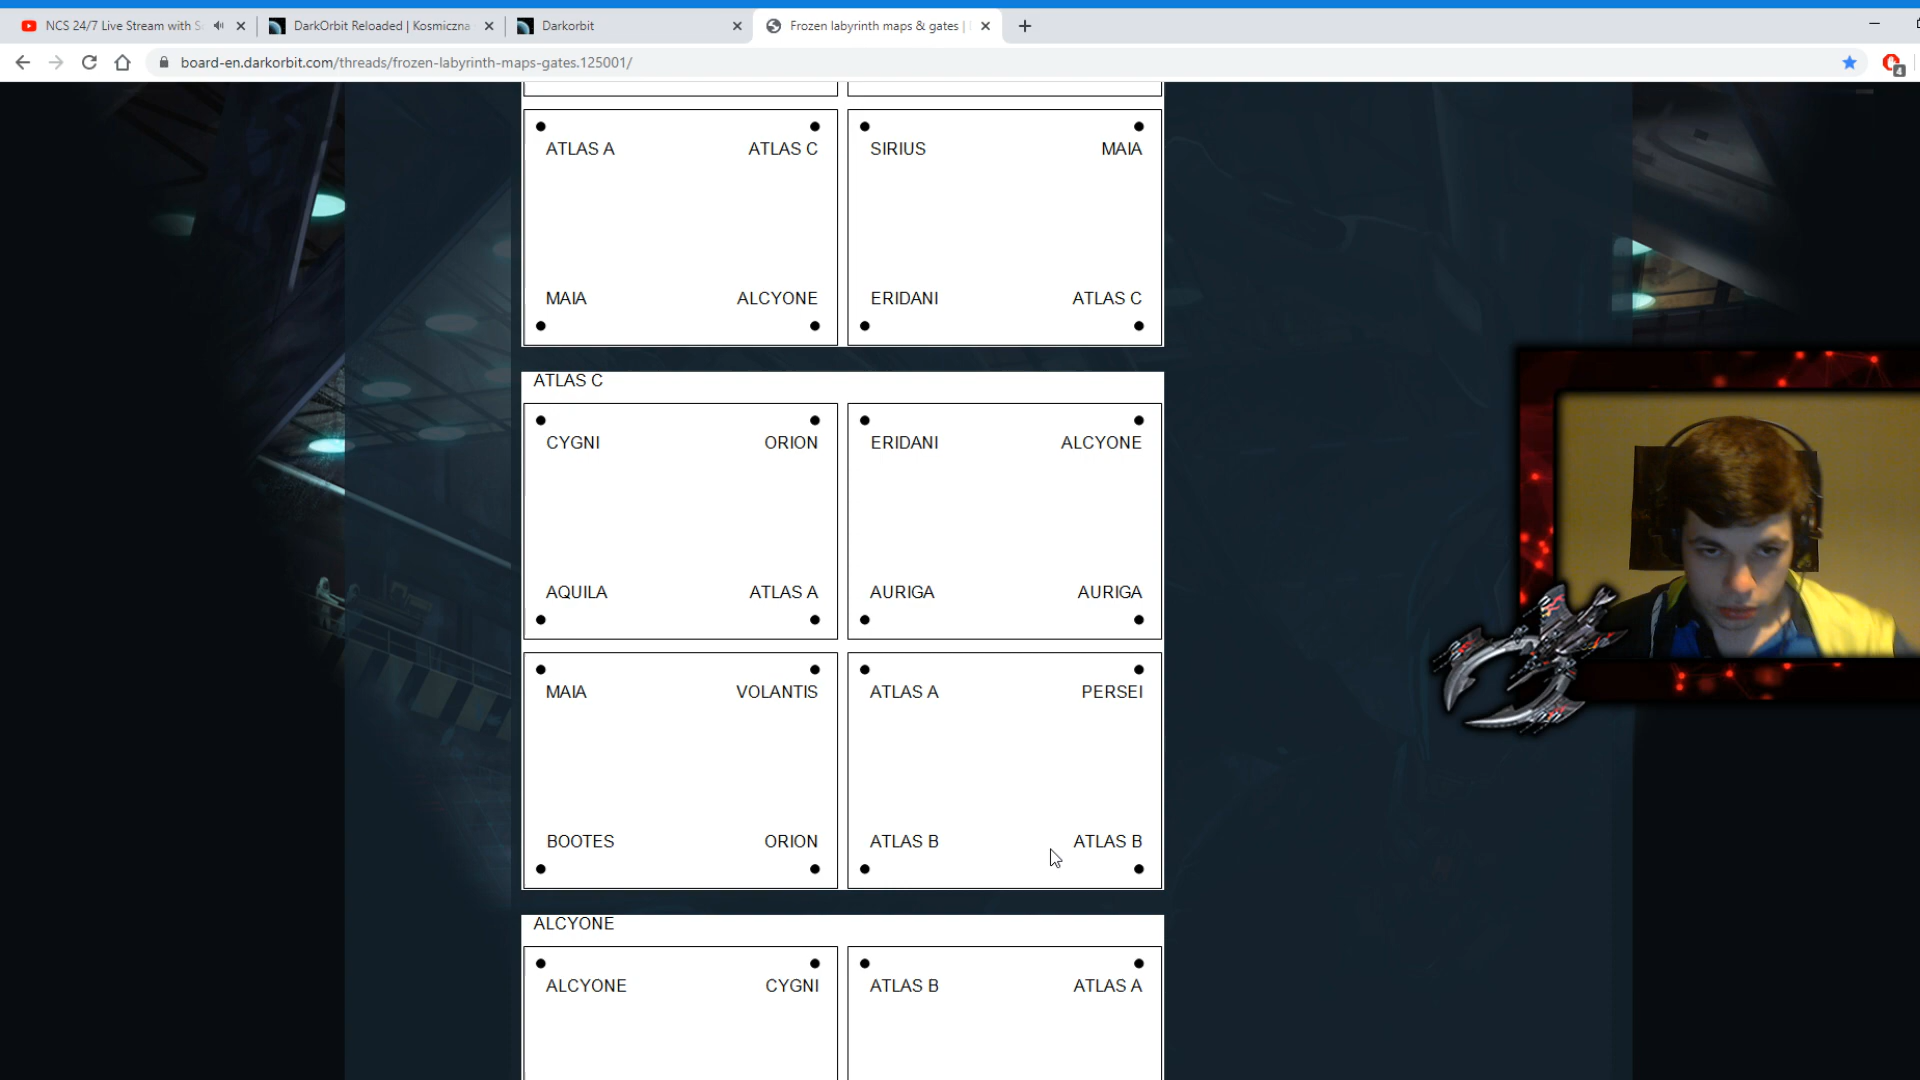 NCS 24/7 Live Stream with S
DarkOrbit Reloaded | Kosmiczna
Darkorbit
Frozen labyrinth maps & gates |
board-en.darkorbit.com/threads/frozen-labyrinth-maps-gates.125001/
4
ATLAS A ATLAS C SIRIUS MAIA
MAIA ALCYONE ERIDANI ATLAS C
ATLAS C
CYGNI ORION ERIDANI ALCYONE
AQUILA ATLAS A AURIGA AURIGA
MAIA VOLANTIS ATLAS A PERSEI
BOOTES ORION ATLAS B ATLAS B
ALCYONE
ALCYONE CYGNI ATLAS B ATLAS A